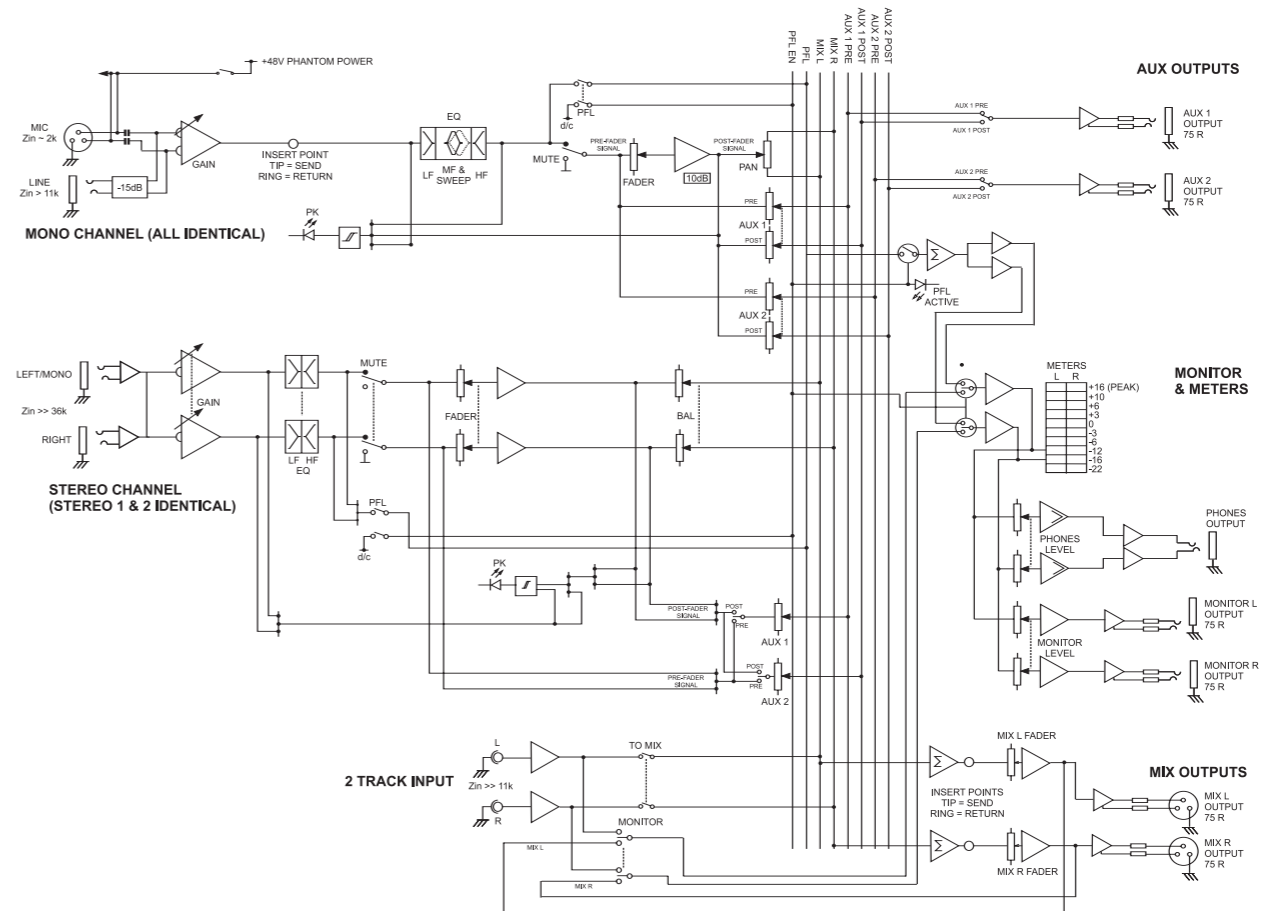 PFL EN
PFL
MIX L
MIX R
AUX 1 PRE
AUX 1 POST
AUX 2 PRE
AUX 2 POST
+48V PHANTOM POWER
MIC
Zin ~ 2k
LINE
Zin > 11k
-15dB
GAIN
INSERT POINT
TIP = SEND
RING = RETURN
EQ
LF
MF &
SWEEP
HF
PFL
d/c
MUTE
PRE-FADER
SIGNAL
FADER
10dB
POST-FADER
SIGNAL
PAN
PRE
AUX 1
POST
PRE
AUX 2
POST
PK
MONO CHANNEL (ALL IDENTICAL)
AUX OUTPUTS
AUX 1 PRE
AUX 1 POST
AUX 1
OUTPUT
75 R
AUX 2 PRE
AUX 2 POST
AUX 2
OUTPUT
75 R
Σ
PFL
ACTIVE
LEFT/MONO
Zin >> 36k
RIGHT
GAIN
LF HF
EQ
MUTE
FADER
BAL
STEREO CHANNEL
(STEREO 1 & 2 IDENTICAL)
PFL
d/c
PK
POST-FADER
SIGNAL
POST
PRE
AUX 1
PRE-FADER
SIGNAL
POST
PRE
AUX 2
METERS
L R
+16 (PEAK)
+10
+6
+3
0
-3
-6
-12
-16
-22
MONITOR
& METERS
PHONES
LEVEL
PHONES
OUTPUT
MONITOR
LEVEL
MONITOR L
OUTPUT
75 R
MONITOR R
OUTPUT
75 R
2 TRACK INPUT
L
Zin >> 11k
R
TO MIX
MONITOR
MIX L
MIX R
Σ
INSERT POINTS
TIP = SEND
RING = RETURN
Σ
MIX L FADER
MIX R FADER
MIX OUTPUTS
MIX L
OUTPUT
75 R
MIX R
OUTPUT
75 R